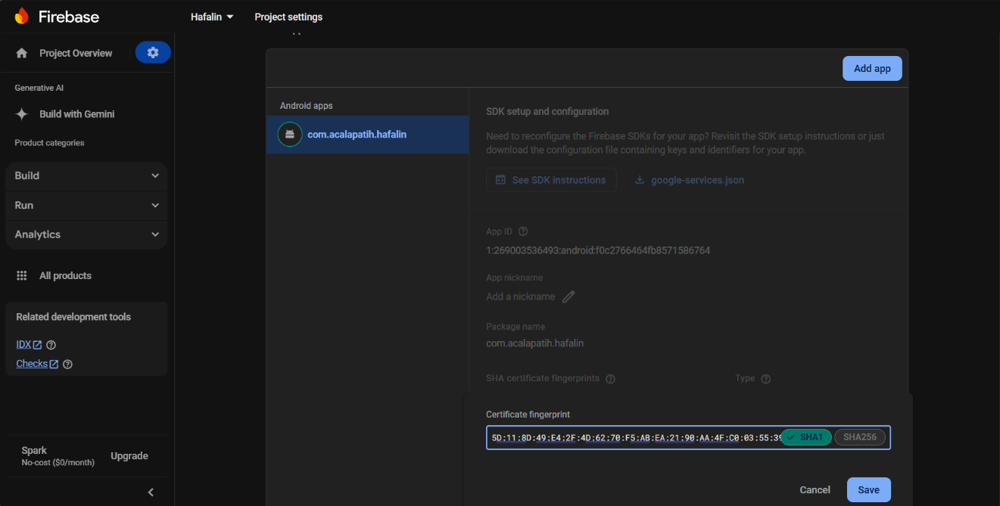 Firebase
Hafalin
Project settings
Project Overview
Generative AI
Build with Gemini
Product categories
Build
Run
Analytics
All products
Related development tools
IDX
Checks
Spark
No-cost ($0/month)
Upgrade
Add app
Android apps
com.acalapatih.hafalin
SDK setup and configuration
Need to reconfigure the Firebase SDKs for your app? Revisit the SDK setup instructions or just
download the configuration file containing keys and identifiers for your app.
See SDK instructions
google-services.json
App ID
1:269003536493:android:f0c2766464fb8571586764
App nickname
Add a nickname
Package name
com.acalapatih.hafalin
SHA certificate fingerprints
Type
Certificate fingerprint
5D:11:8D:49:E4:2F:4D:62:70:F5:AB:EA:21:90:AA:4F:C0:03:55:39
SHA1
SHA256
Cancel
Save